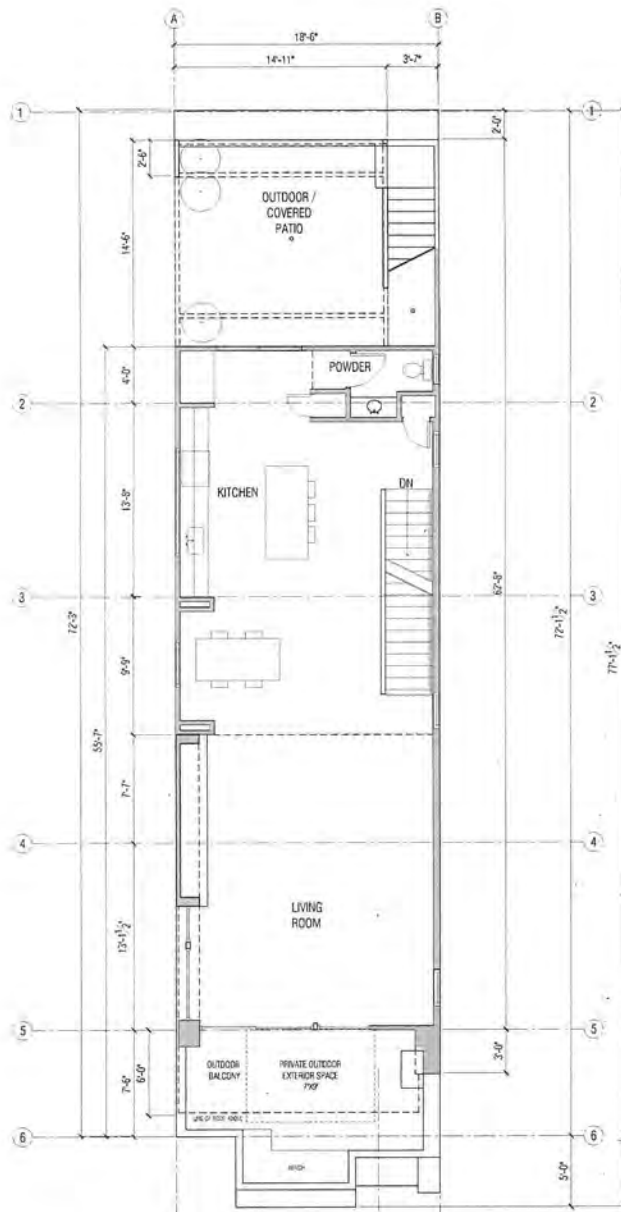 A
B
18'-6"
14'-11"
3'-7"
1
1
2'-6"
2'-0"
OUTDOOR /
COVERED
PATIO
14'-6"
4'-0"
POWDER
2
2
KITCHEN
DN
13'-8"
3
3
72'-3"
62'-8"
72'-1½"
77'-1½"
9'-9"
55'-7"
7'-7"
4
4
LIVING
ROOM
13'-1½"
5
5
OUTDOOR
BALCONY
PRIVATE OUTDOOR
EXTERIOR SPACE
7'X9'
3'-0"
7'-6"
6'-0"
6
6
BENCH
5'-0"